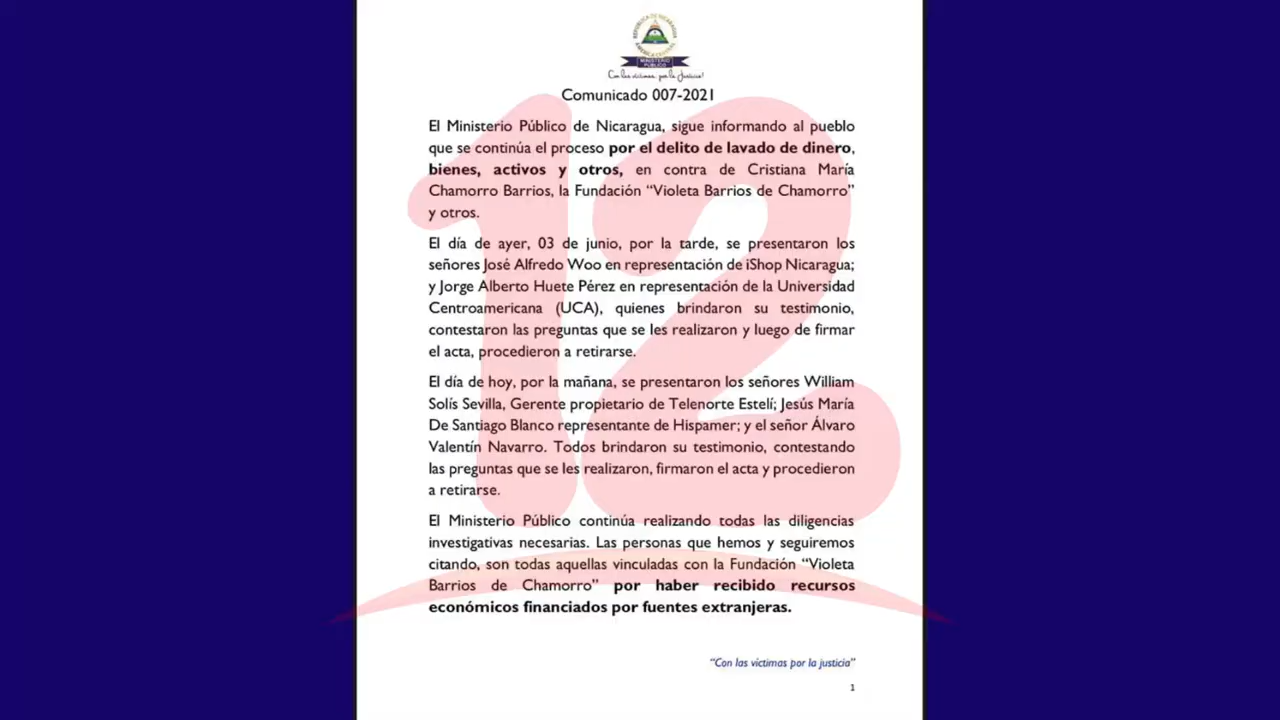 REPÚBLICA DE NICARAGUA
AMÉRICA CENTRAL
MINISTERIO
PÚBLICO
Con las víctimas, por la Justicia!
Comunicado 007-2021
El Ministerio Público de Nicaragua, sigue informando al pueblo
que se continúa el proceso por el delito de lavado de dinero,
bienes, activos y otros, en contra de Cristiana María
Chamorro Barrios, la Fundación “Violeta Barrios de Chamorro”
y otros.
El día de ayer, 03 de junio, por la tarde, se presentaron los
señores José Alfredo Woo en representación de iShop Nicaragua;
y Jorge Alberto Huete Pérez en representación de la Universidad
Centroamericana (UCA), quienes brindaron su testimonio,
contestaron las preguntas que se les realizaron y luego de firmar
el acta, procedieron a retirarse.
El día de hoy, por la mañana, se presentaron los señores William
Solís Sevilla, Gerente propietario de Telenorte Estelí; Jesús María
De Santiago Blanco representante de Hispamer; y el señor Álvaro
Valentín Navarro. Todos brindaron su testimonio, contestando
las preguntas que se les realizaron, firmaron el acta y procedieron
a retirarse.
El Ministerio Público continúa realizando todas las diligencias
investigativas necesarias. Las personas que hemos y seguiremos
citando, son todas aquellas vinculadas con la Fundación “Violeta
Barrios de Chamorro” por haber recibido recursos
económicos financiados por fuentes extranjeras.
“Con las víctimas por la justicia”
1
12